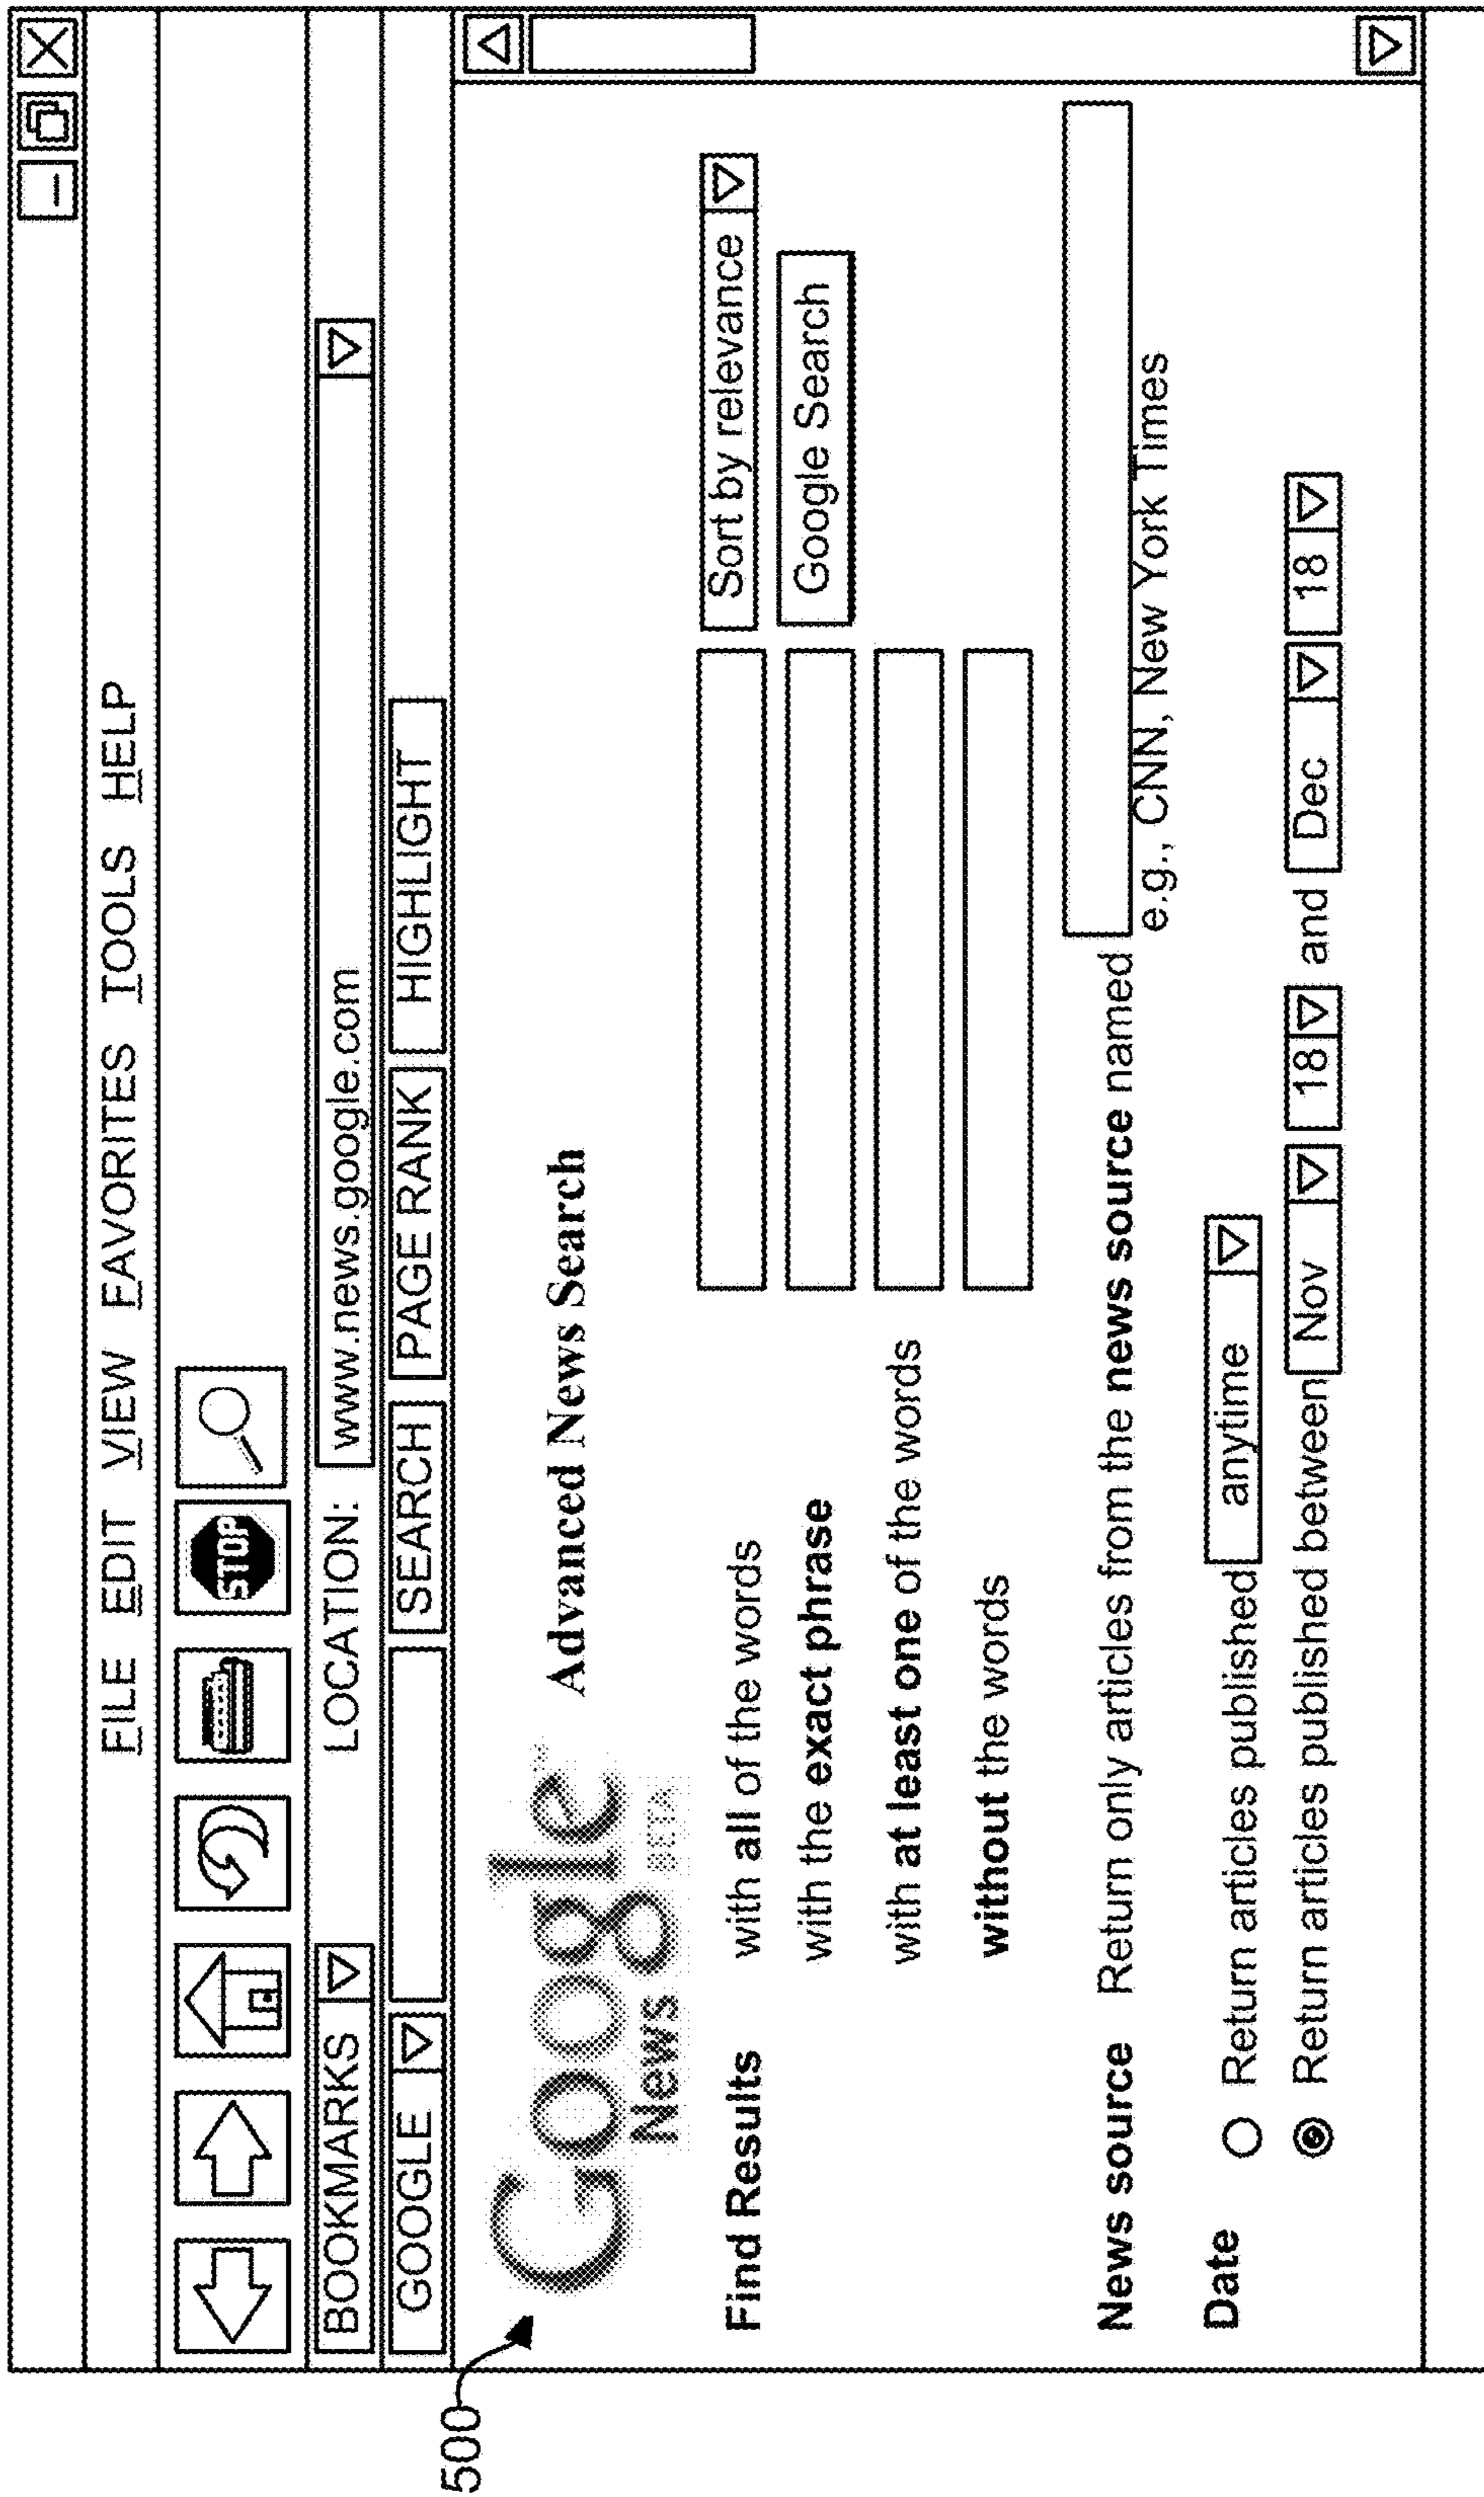 FILE EDIT VIEW FAVORITES TOOLS HELP
STOP
BOOKMARKS LOCATION: www.news.google.com
GOOGLE SEARCH PAGE RANK HIGHLIGHT
500
Google™ Advanced News Search
News BETA
Find Results with all of the words Sort by relevance
with the exact phrase Google Search
with at least one of the words
without the words
News source Return only articles from the news source named
e.g., CNN, New York Times
Date Return articles published anytime
Return articles published between Nov 18 and Dec 18